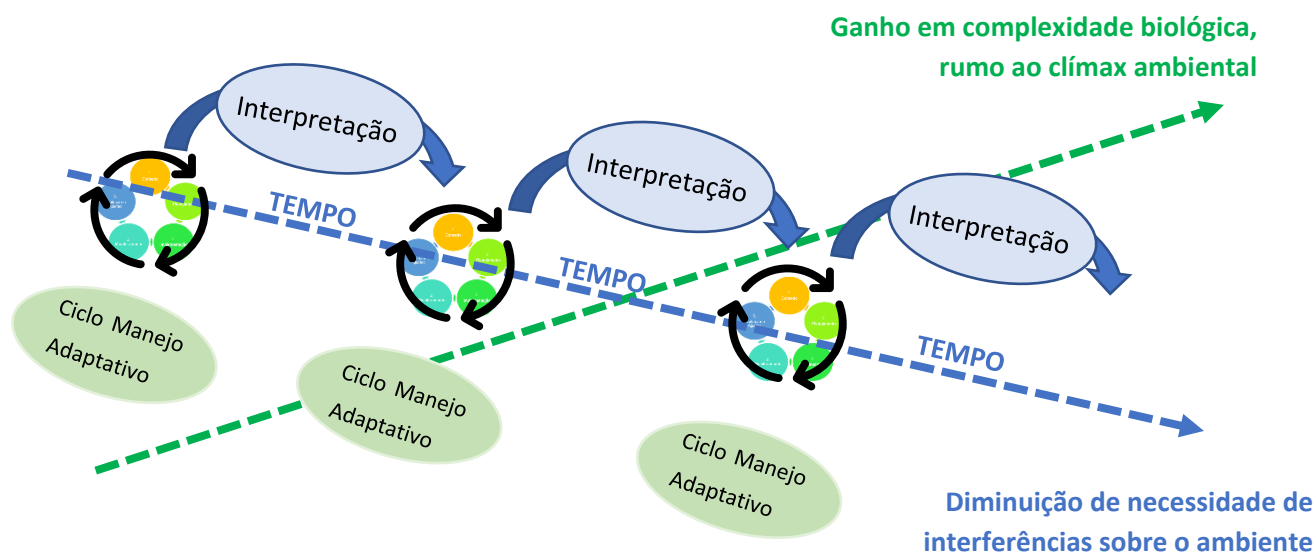 Ganho em complexidade biológica,
rumo ao clímax ambiental
Interpretação
Interpretação
Interpretação
TEMPO
TEMPO
TEMPO
Ciclo Manejo
Adaptativo
Ciclo Manejo
Adaptativo
Ciclo Manejo
Adaptativo
Diminuição de necessidade de
interferências sobre o ambiente